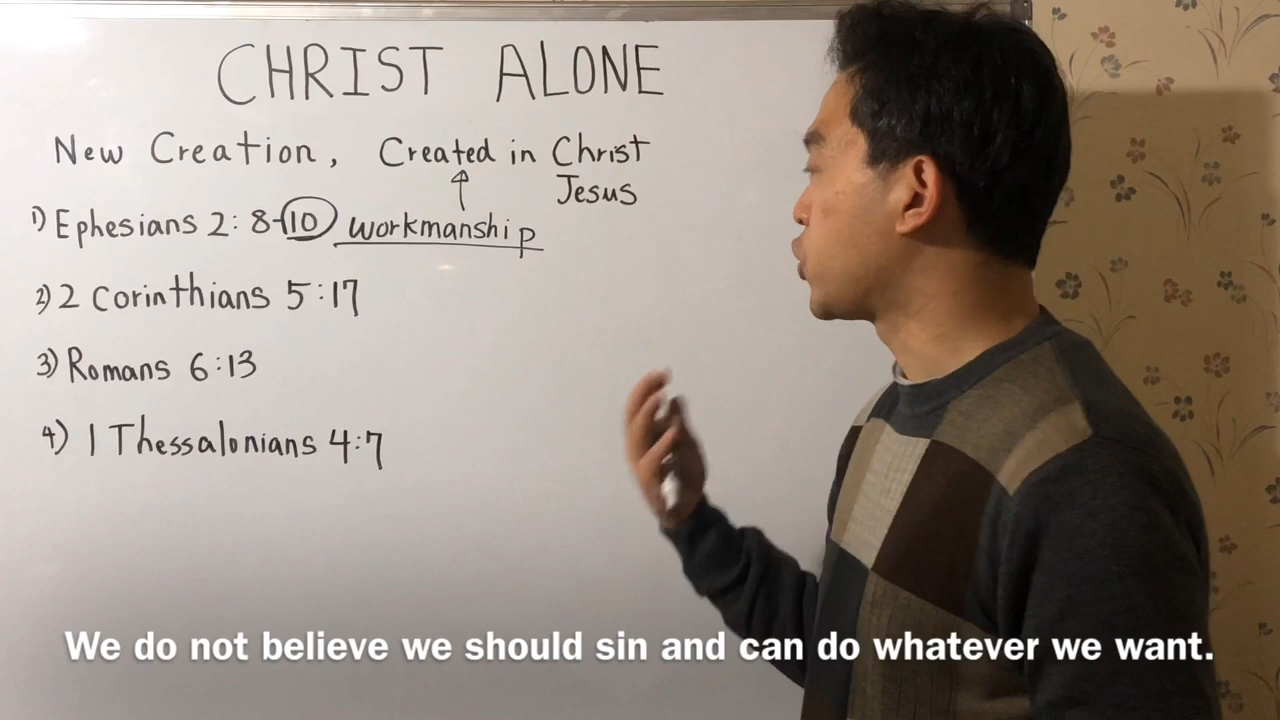 CHRIST ALONE
New Creation, Created in Christ
Jesus
1) Ephesians 2:8-10 workmanship
2) 2 Corinthians 5:17
3) Romans 6:13
4) 1 Thessalonians 4:7
We do not believe we should sin and can do whatever we want.